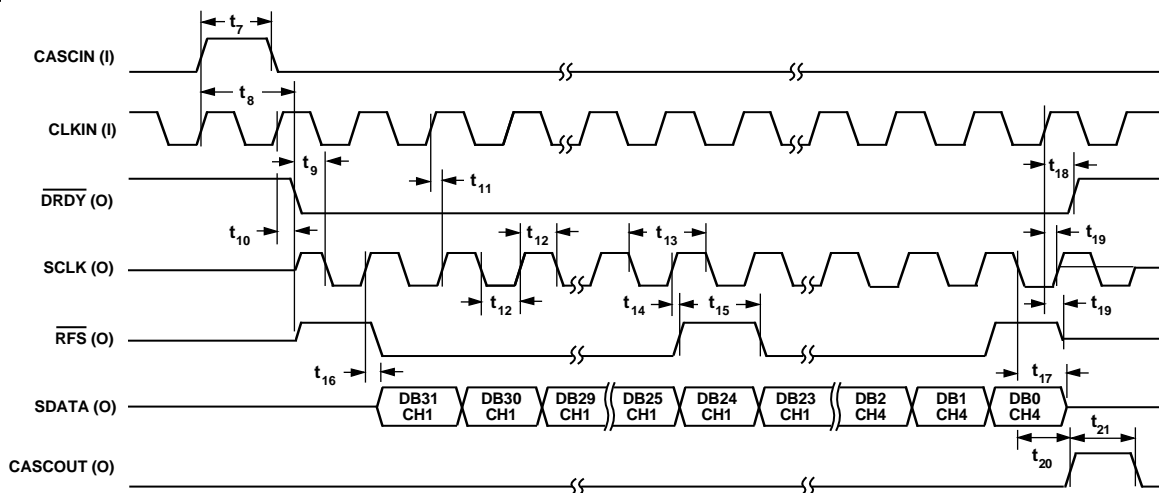 t7
CASCIN (I)
t8
CLKIN (I)
t9
t11
t18
DRDY (O)
t10
t12
t13
t19
SCLK (O)
t12
t14
t15
t19
RFS (O)
t16
t17
SDATA (O)
DB31 CH1
DB30 CH1
DB29 CH1
DB25 CH1
DB24 CH1
DB23 CH1
DB2 CH4
DB1 CH4
DB0 CH4
t20
t21
CASCOUT (O)